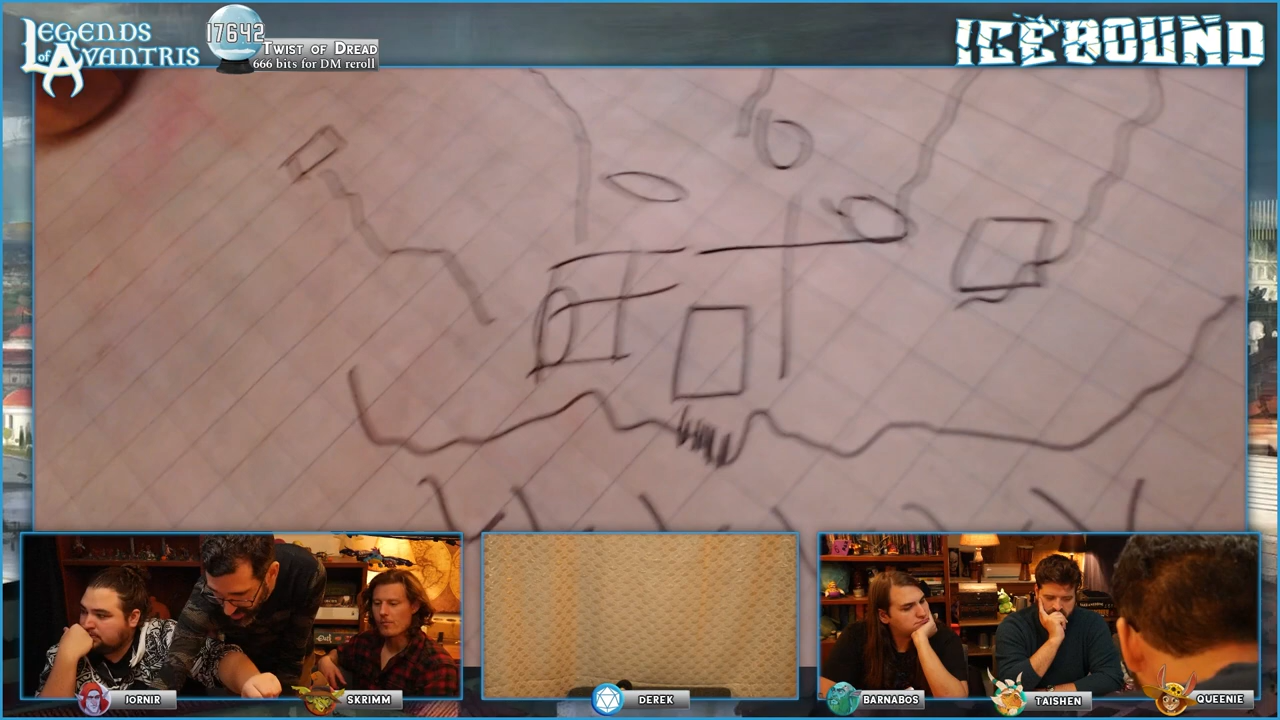 LEGENDS
OF AVANTRIS
17642
TWIST OF DREAD
666 bits for DM reroll
ICEBOUND
IORNIR
SKRIMM
DEREK
BARNABOS
TAISHEN
QUEENIE